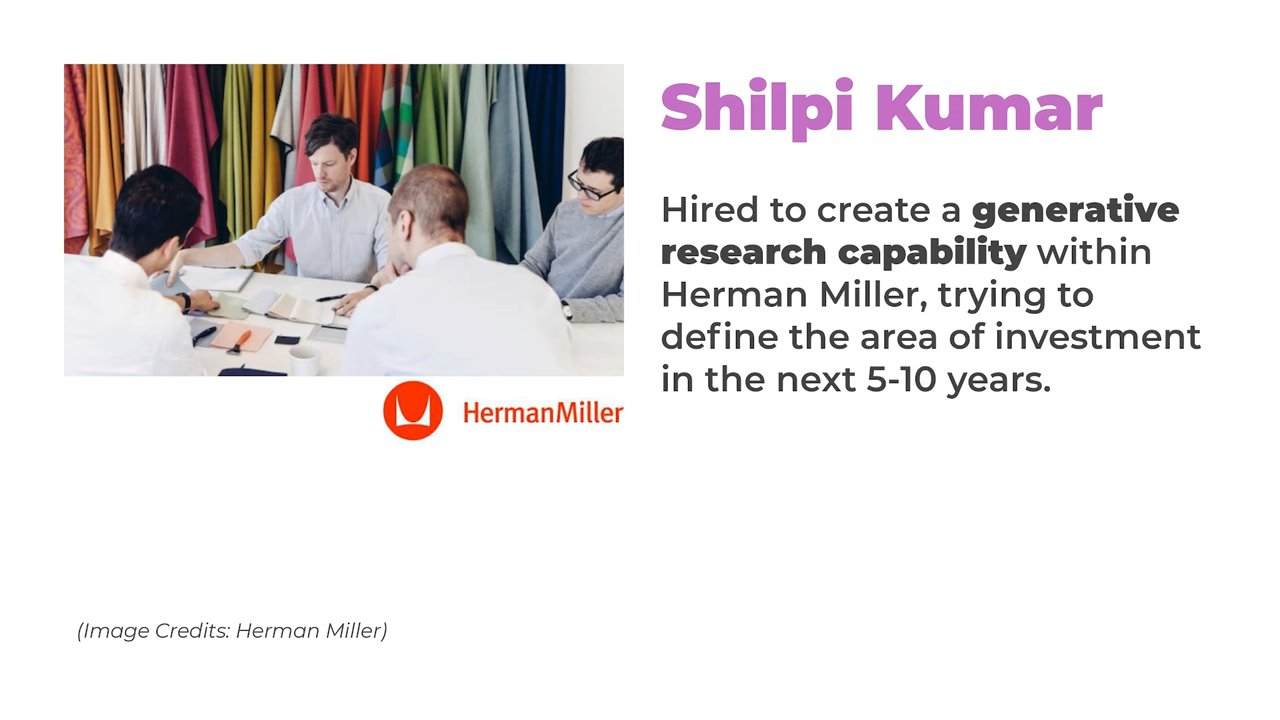 Shilpi Kumar
Hired to create a generative
research capability within
Herman Miller, trying to
define the area of investment
in the next 5-10 years.
HermanMiller
(Image Credits: Herman Miller)